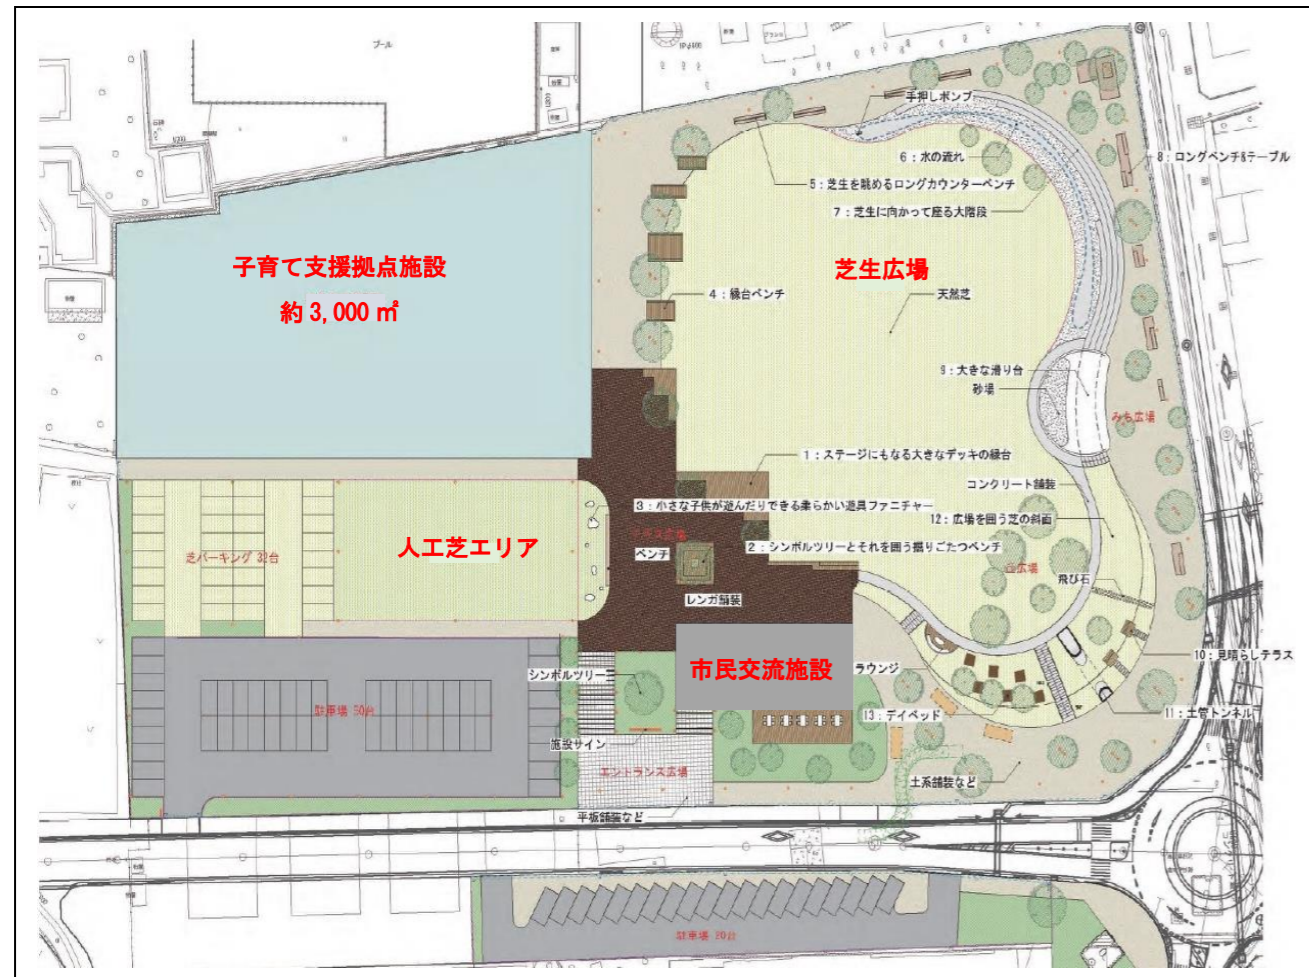 プール
手押しポンプ
6：水の流れ
8：ロングベンチ&テーブル
5：芝生を眺めるロングカウンターベンチ
7：芝生に向かって座る大階段
子育て支援拠点施設
約3,000㎡
芝生広場
4：縁台ベンチ
天然芝
9：大きな滑り台
砂場
みち広場
1：ステージにもなる大きなデッキの縁台
コンクリート舗装
3：小さな子供が遊んだりできる柔らかい遊具ファニチャー
12：広場を囲う芝の斜面
テラス広場
人工芝エリア
ベンチ
2：シンボルツリーとそれを囲う掘りごたつベンチ
芝パーキング 32台
丘広場
飛び石
レンガ舗装
10：見晴らしテラス
市民交流施設
ラウンジ
シンボルツリー
11：土管トンネル
駐車場 50台
13：デイベッド
施設サイン
エントランス広場
土系舗装など
平板舗装など
駐車場 20台